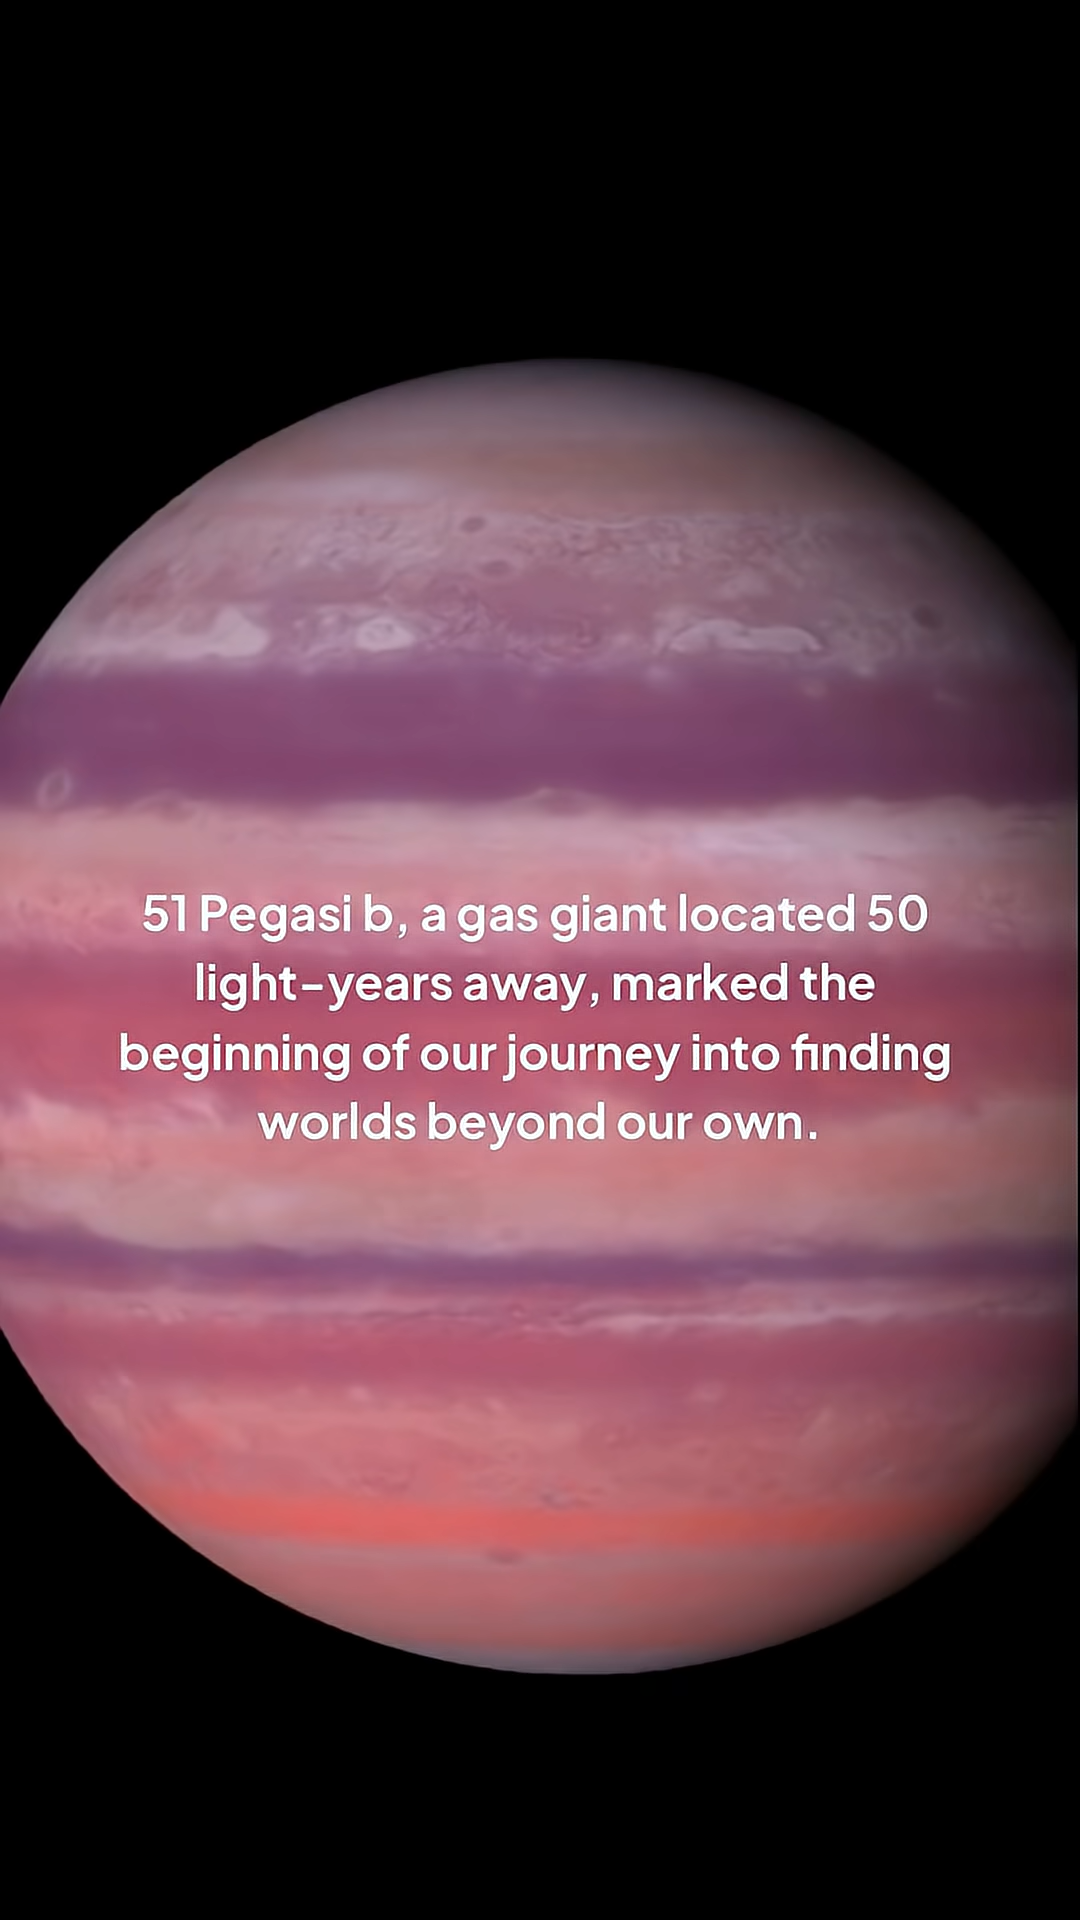 51 Pegasi b, a gas giant located 50
light-years away, marked the
beginning of our journey into finding
worlds beyond our own.